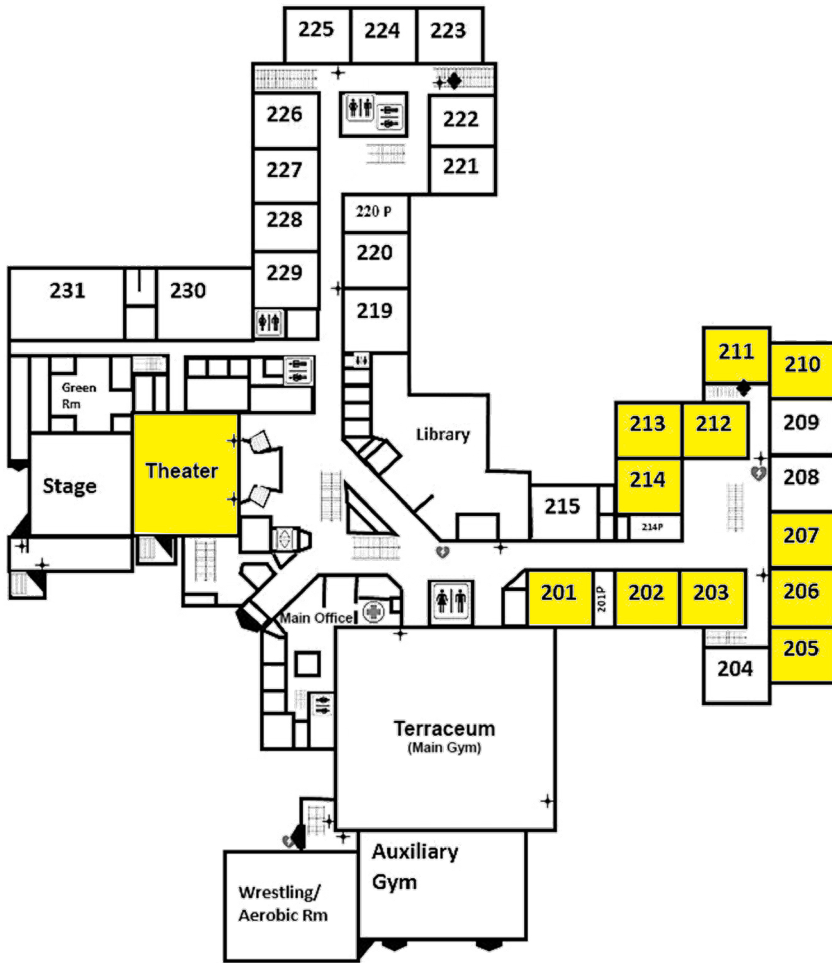 225 224 223
226
222
227
221
228
220 P
229
220
231 230
219
211
210
Green
Rm
213 212
209
Library
Theater
214
208
Stage
215
214P
207
201 201P 202 203
206
Main Office
205
204
Terraceum
(Main Gym)
Auxiliary
Gym
Wrestling/
Aerobic Rm